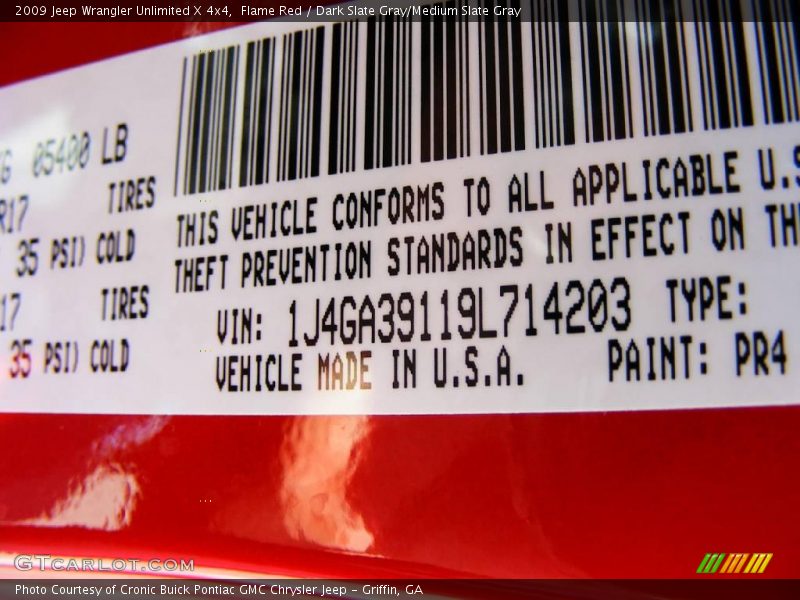 2009 Jeep Wrangler Unlimited X 4x4, Flame Red / Dark Slate Gray/Medium Slate Gray
05400 LB
R17 TIRES
35 PSI) COLD
17 TIRES
35 PSI) COLD
THIS VEHICLE CONFORMS TO ALL APPLICABLE U.S
THEFT PREVENTION STANDARDS IN EFFECT ON TH
VIN: 1J4GA39119L714203 TYPE:
VEHICLE MADE IN U.S.A. PAINT: PR4
GTCARLOT.COM
Photo Courtesy of Cronic Buick Pontiac GMC Chrysler Jeep - Griffin, GA